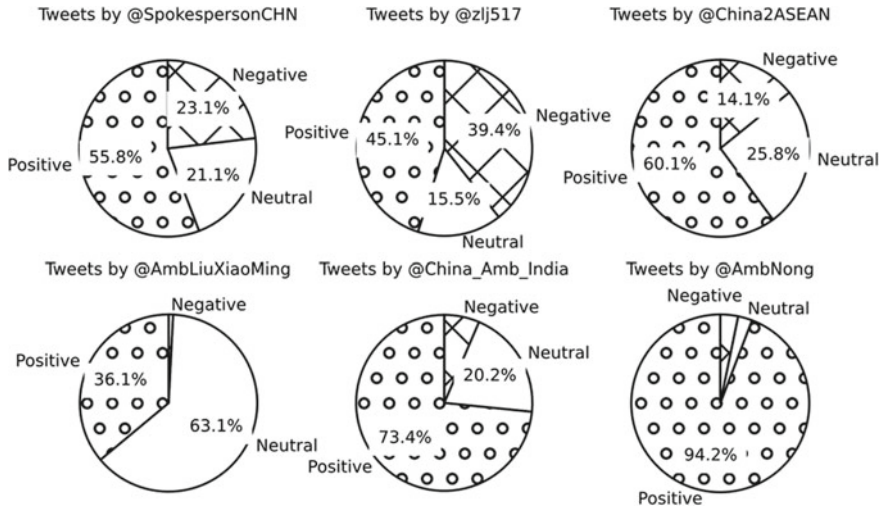 Tweets by @SpokespersonCHN
Negative
23.1%
Positive
55.8%
21.1%
Neutral
Tweets by @zlj517
Negative
39.4%
Positive
45.1%
15.5%
Neutral
Tweets by @China2ASEAN
Negative
14.1%
25.8%
Neutral
60.1%
Positive
Tweets by @AmbLiuXiaoMing
Negative
Positive
36.1%
63.1%
Neutral
Tweets by @China_Amb_India
Negative
Neutral
20.2%
73.4%
Positive
Tweets by @AmbNong
Negative
Neutral
94.2%
Positive